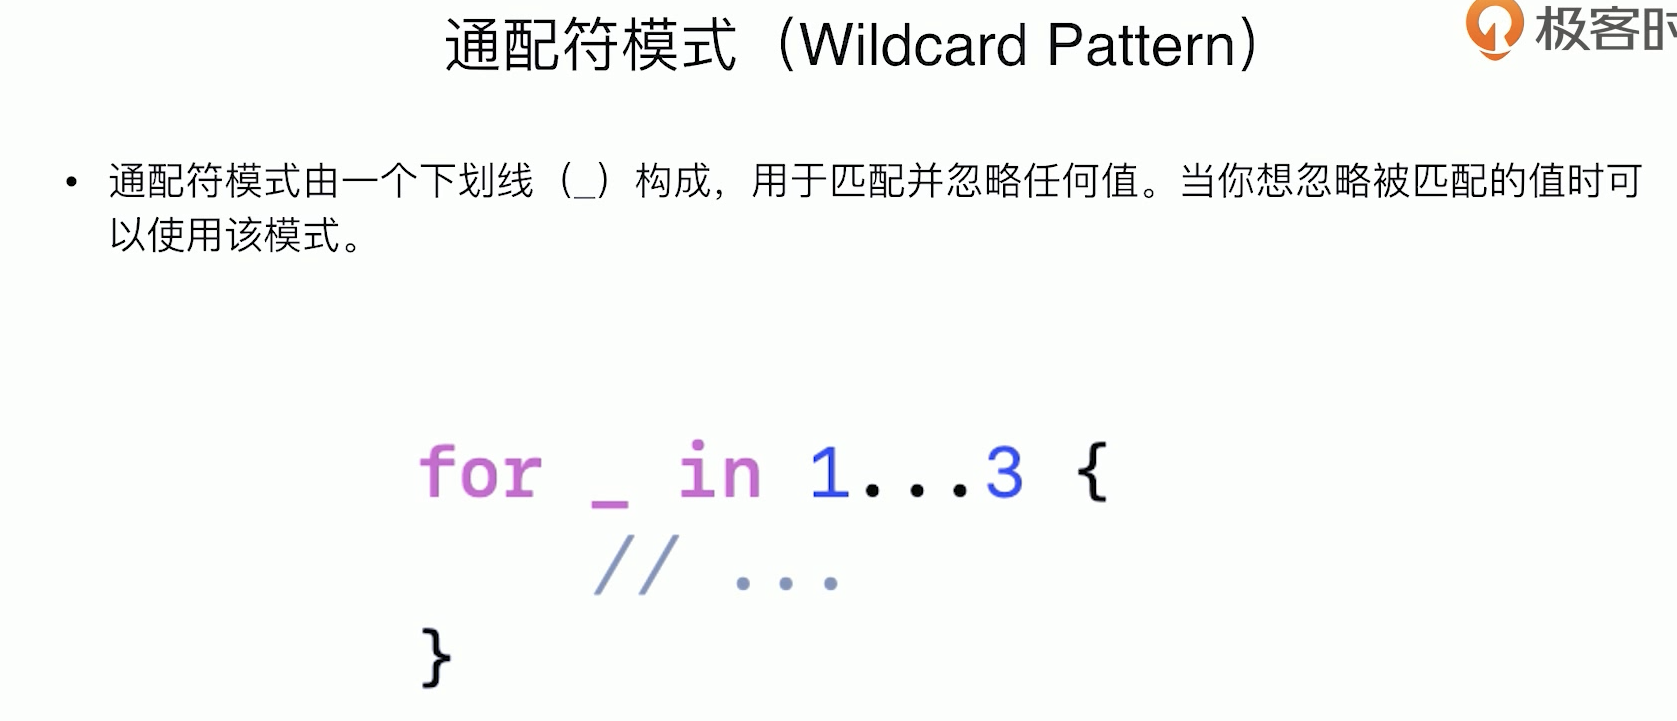 通配符模式（Wildcard Pattern）
极客时
• 通配符模式由一个下划线（_）构成，用于匹配并忽略任何值。当你想忽略被匹配的值时可
以使用该模式。
for _ in 1...3 {
// ...
}